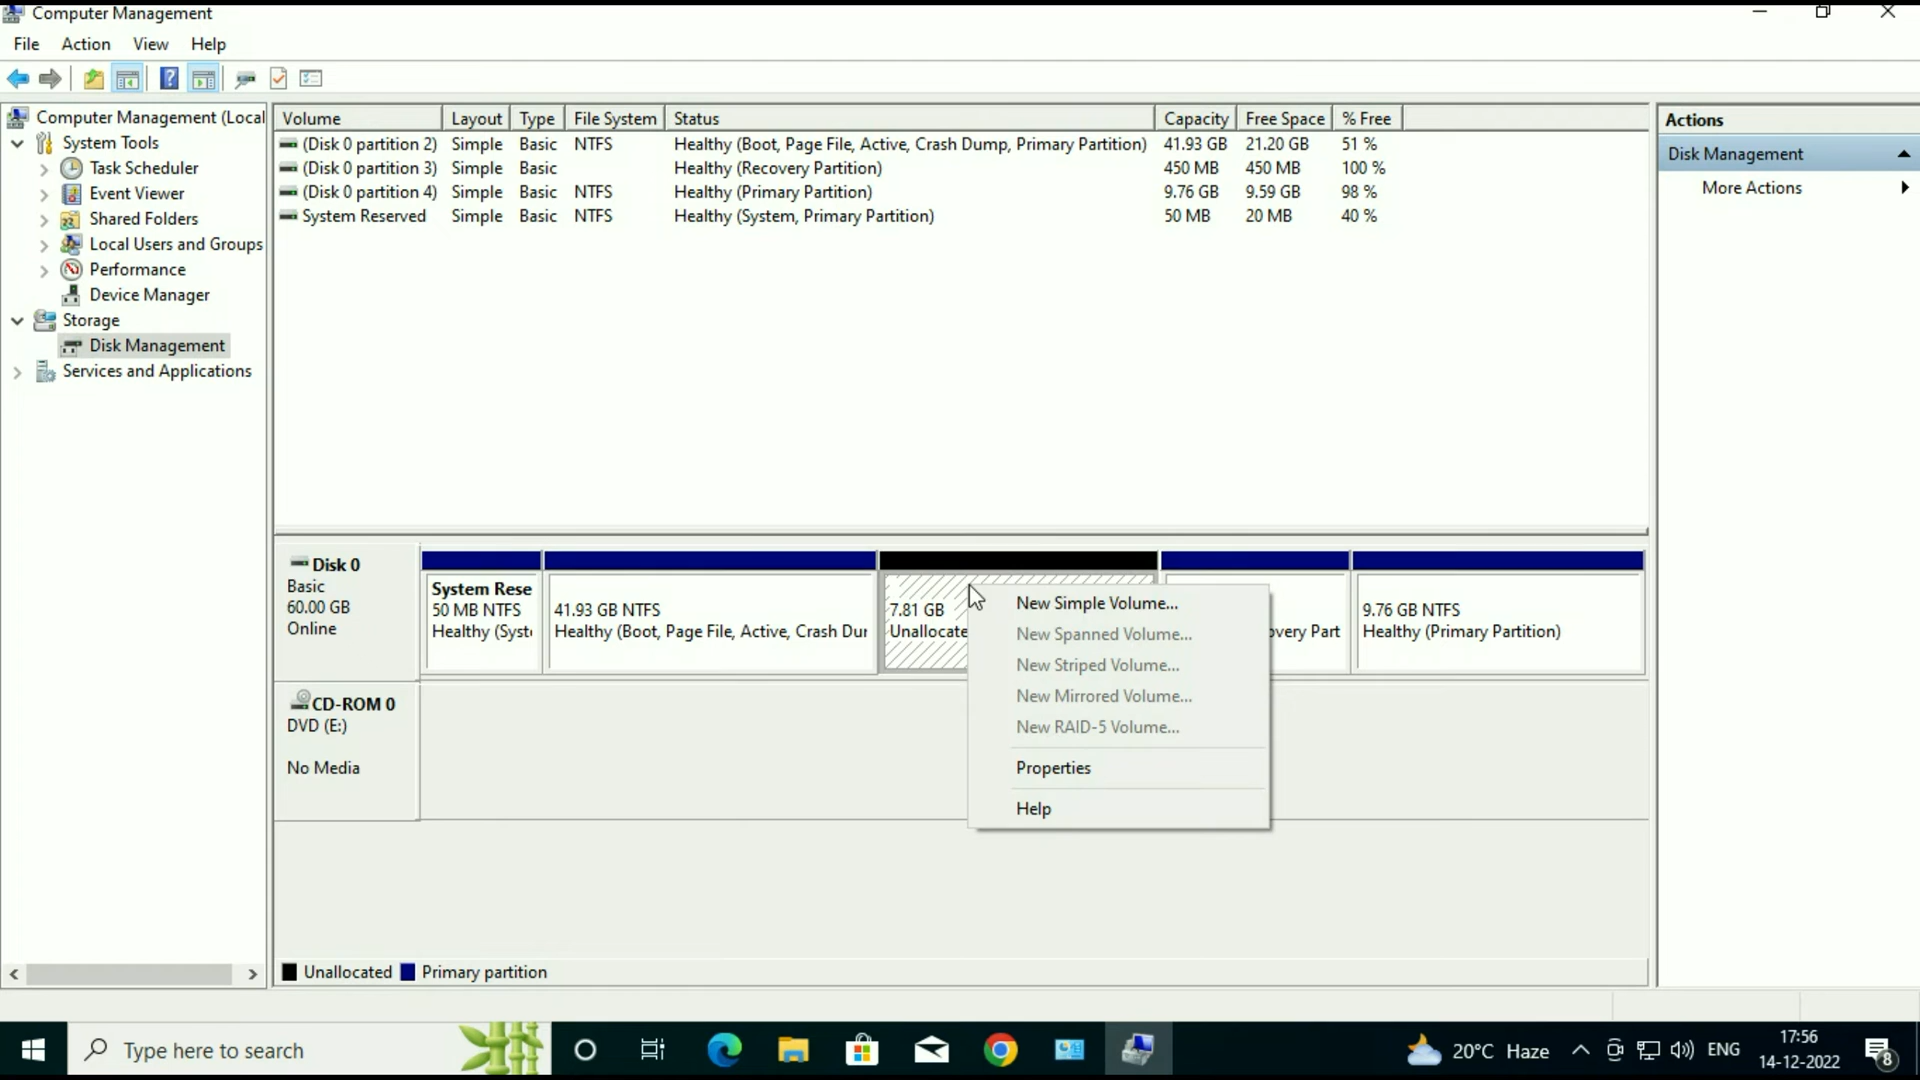 Computer Management
File Action View Help
Computer Management (Local
System Tools
Task Scheduler
Event Viewer
Shared Folders
Local Users and Groups
Performance
Device Manager
Storage
Disk Management
Services and Applications
Volume Layout Type File System Status Capacity Free Space % Free
(Disk 0 partition 2) Simple Basic NTFS Healthy (Boot, Page File, Active, Crash Dump, Primary Partition) 41.93 GB 21.20 GB 51 %
(Disk 0 partition 3) Simple Basic Healthy (Recovery Partition) 450 MB 450 MB 100 %
(Disk 0 partition 4) Simple Basic NTFS Healthy (Primary Partition) 9.76 GB 9.59 GB 98 %
System Reserved Simple Basic NTFS Healthy (System, Primary Partition) 50 MB 20 MB 40 %
Actions
Disk Management
More Actions
Disk 0
Basic
60.00 GB
Online
System Rese
50 MB NTFS
Healthy (Syst
41.93 GB NTFS
Healthy (Boot, Page File, Active, Crash Dur
7.81 GB
Unallocate
overy Part
9.76 GB NTFS
Healthy (Primary Partition)
New Simple Volume...
New Spanned Volume...
New Striped Volume...
New Mirrored Volume...
New RAID-5 Volume...
Properties
Help
CD-ROM 0
DVD (E:)
No Media
Unallocated Primary partition
Type here to search
20°C Haze
ENG
17:56
14-12-2022
8